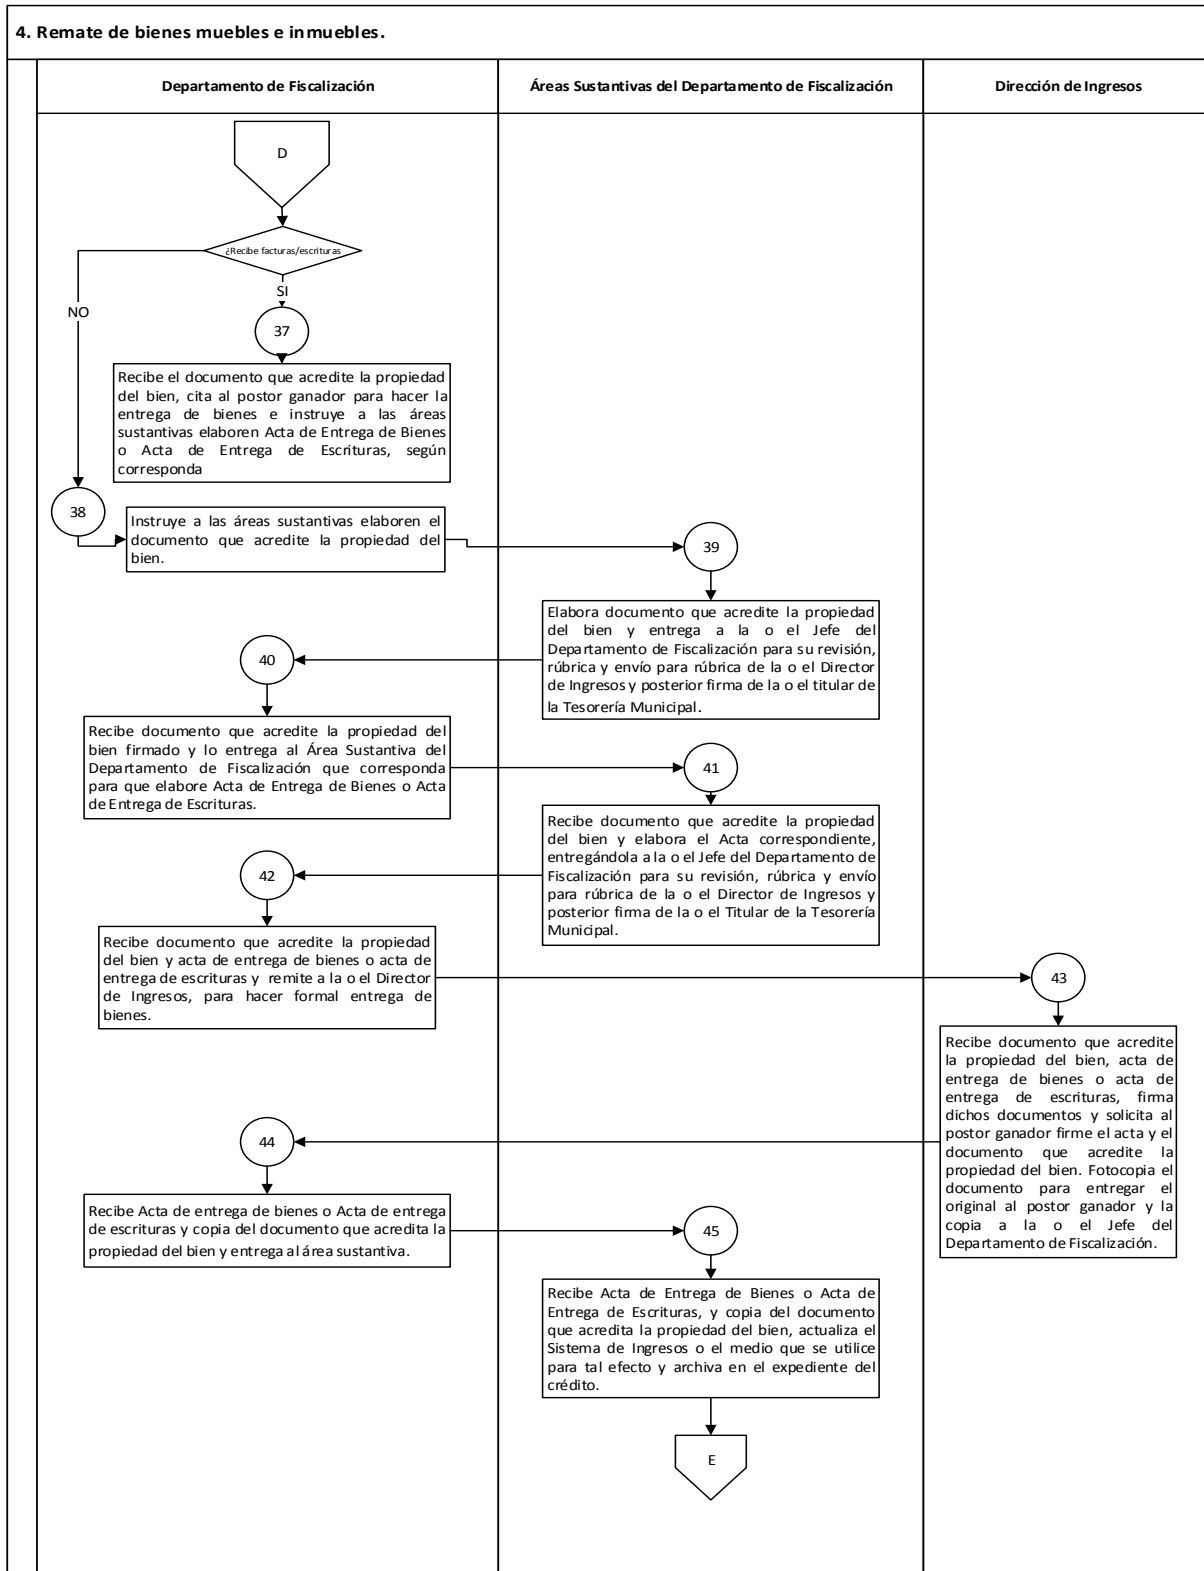 4. Remate de bienes muebles e inmuebles.
Departamento de Fiscalización
Áreas Sustantivas del Departamento de Fiscalización
Dirección de Ingresos
D
¿Recibe facturas/escrituras
SI
NO
37
Recibe el documento que acredite la propiedad
del bien, cita al postor ganador para hacer la
entrega de bienes e instruye a las áreas
sustantivas elaboren Acta de Entrega de Bienes
o Acta de Entrega de Escrituras, según
corresponda
38
Instruye a las áreas sustantivas elaboren el
documento que acredite la propiedad del
bien.
39
Elabora documento que acredite la propiedad
del bien y entrega a la o el Jefe del
Departamento de Fiscalización para su revisión,
rúbrica y envío para rúbrica de la o el Director
de Ingresos y posterior firma de la o el titular de
la Tesorería Municipal.
40
Recibe documento que acredite la propiedad del
bien firmado y lo entrega al Área Sustantiva del
Departamento de Fiscalización que corresponda
para que elabore Acta de Entrega de Bienes o Acta
de Entrega de Escrituras.
41
Recibe documento que acredite la propiedad
del bien y elabora el Acta correspondiente,
entregándola a la o el Jefe del Departamento de
Fiscalización para su revisión, rúbrica y envío
para rúbrica de la o el Director de Ingresos y
posterior firma de la o el Titular de la Tesorería
Municipal.
42
Recibe documento que acredite la propiedad
del bien y acta de entrega de bienes o acta de
entrega de escrituras y remite a la o el Director
de Ingresos, para hacer formal entrega de
bienes.
43
Recibe documento que acredite
la propiedad del bien, acta de
entrega de bienes o acta de
entrega de escrituras, firma
dichos documentos y solicita al
postor ganador firme el acta y el
documento que acredite la
propiedad del bien. Fotocopia el
documento para entregar el
original al postor ganador y la
copia a la o el Jefe del
Departamento de Fiscalización.
44
Recibe Acta de entrega de bienes o Acta de entrega
de escrituras y copia del documento que acredita la
propiedad del bien y entrega al área sustantiva.
45
Recibe Acta de Entrega de Bienes o Acta de
Entrega de Escrituras, y copia del documento
que acredita la propiedad del bien, actualiza el
Sistema de Ingresos o el medio que se utilice
para tal efecto y archiva en el expediente del
crédito.
E